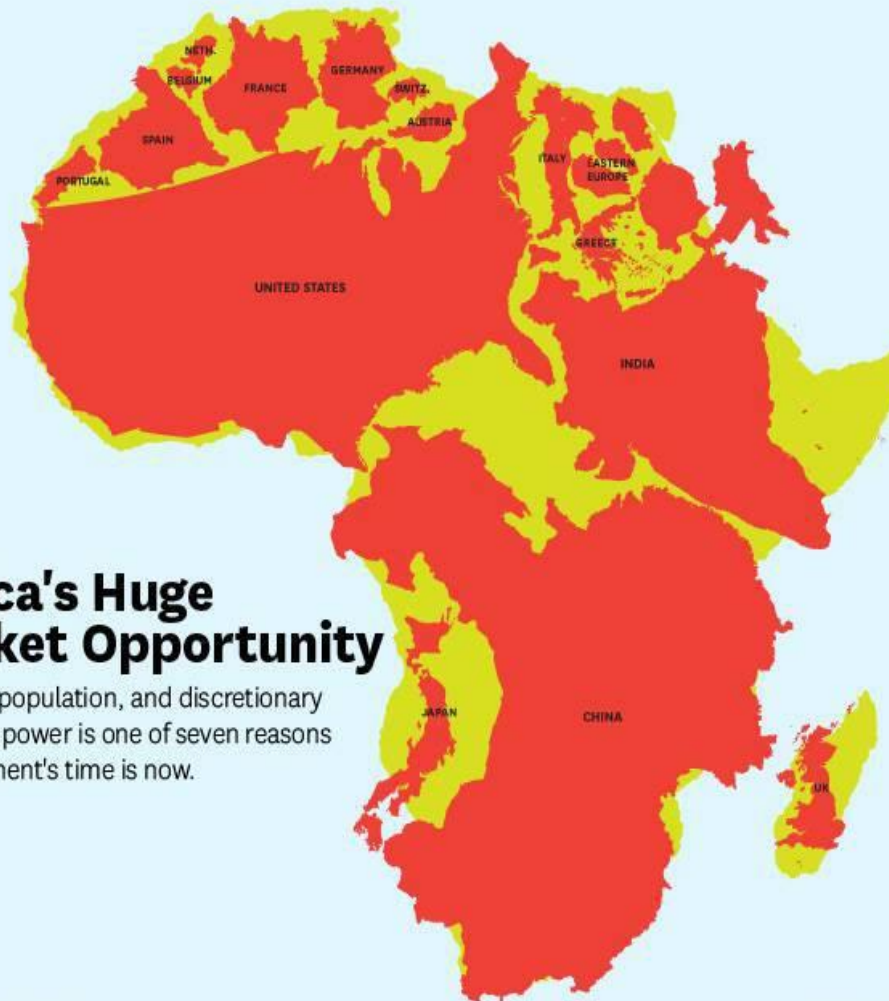 NETH.
BELGIUM
FRANCE
GERMANY
SWITZ.
AUSTRIA
SPAIN
PORTUGAL
ITALY
EASTERN
EUROPE
GREECE
UNITED STATES
INDIA
ca's Huge
ket Opportunity
population, and discretionary
power is one of seven reasons
nent's time is now.
JAPAN
CHINA
UK